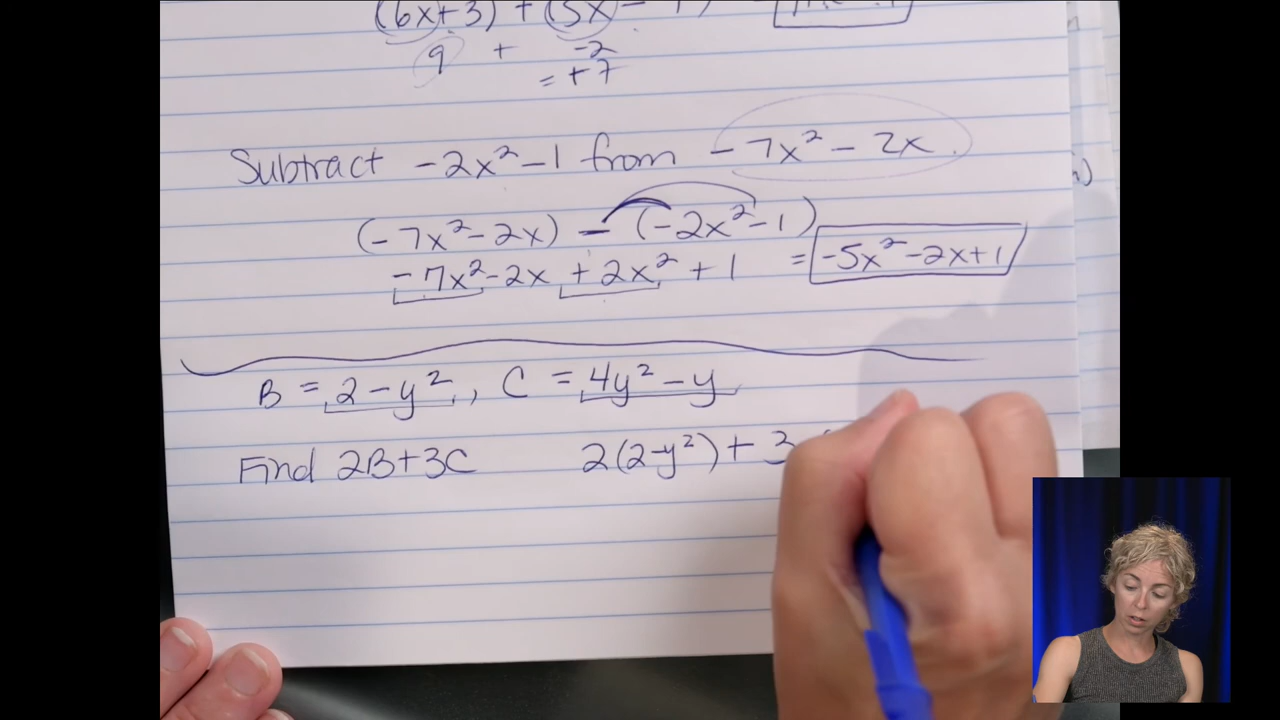 (6x+3) + (5x -
9 + -2
= +7
Subtract -2x² -1 from -7x² - 2x
(-7x²-2x) - (-2x²-1)
-7x²-2x + 2x² + 1 = -5x² -2x+1
B = 2-y², C = 4y² - y
Find 2B+3C 2(2-y²) + 3